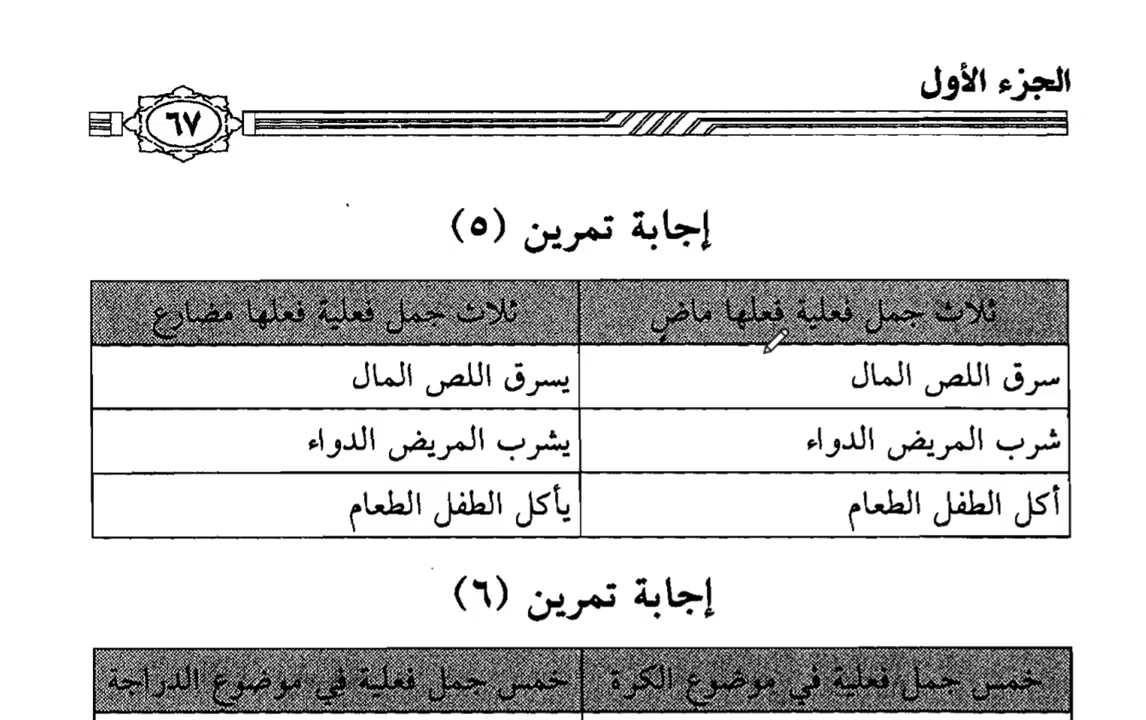 الجزء الأول
٦٧
إجابة تمرين (٥)
ثلاث جمل فعلية فعلها ماضٍ ثلاث جمل فعلية فعلها مضارع
سرق اللص المال يسرق اللص المال
شرب المريض الدواء يشرب المريض الدواء
أكل الطفل الطعام يأكل الطفل الطعام
إجابة تمرين (٦)
خمس جمل فعلية في موضوع الكرة خمس جمل فعلية في موضوع الدراجة